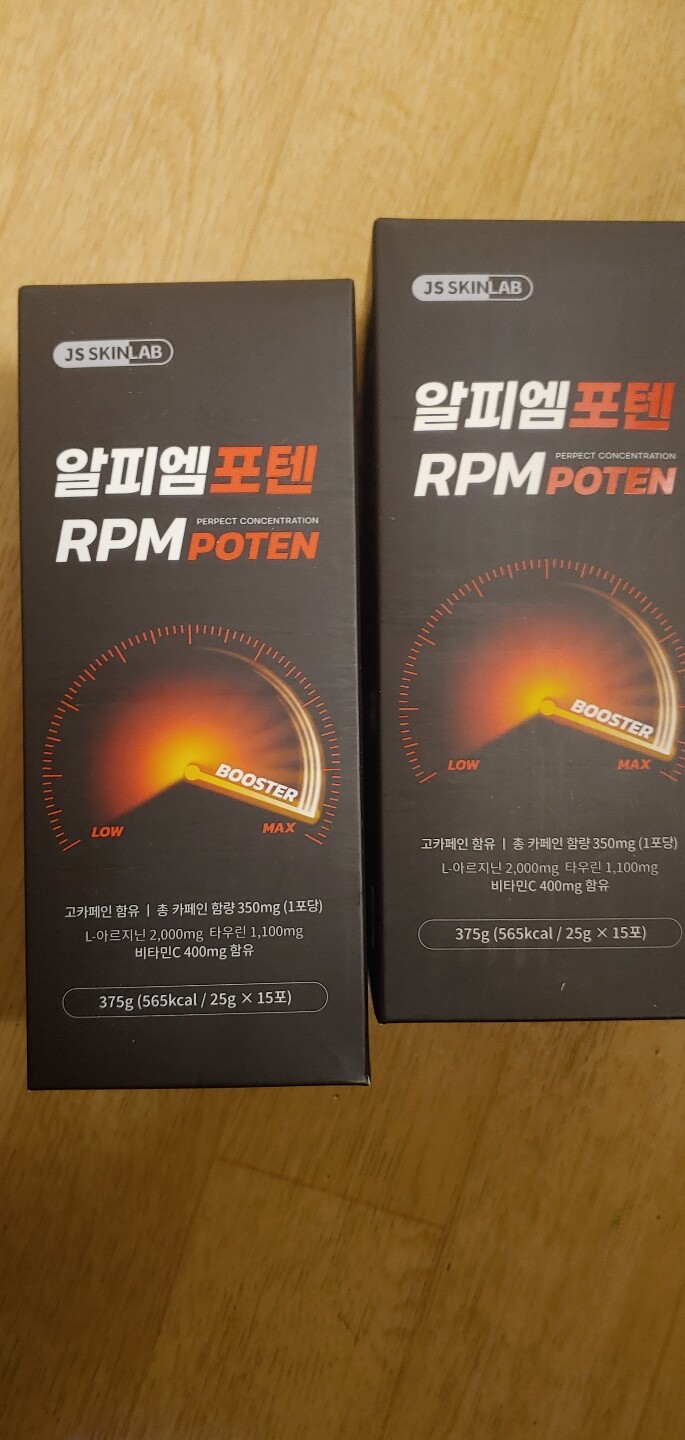 JS SKINLAB
알피엠포텐
PERPECT CONCENTRATION
RPM POTEN
BOOSTER
LOW
MAX
고카페인 함유 | 총 카페인 함량 350mg (1포당)
L-아르지닌 2,000mg 타우린 1,100mg
비타민C 400mg 함유
375g (565kcal / 25g × 15포)
JS SKINLAB
알피엠포텐
PERPECT CONCENTRATION
RPM POTEN
BOOSTER
LOW
MAX
고카페인 함유 | 총 카페인 함량 350mg (1포당)
L-아르지닌 2,000mg 타우린 1,100mg
비타민C 400mg 함유
375g (565kcal / 25g × 15포)